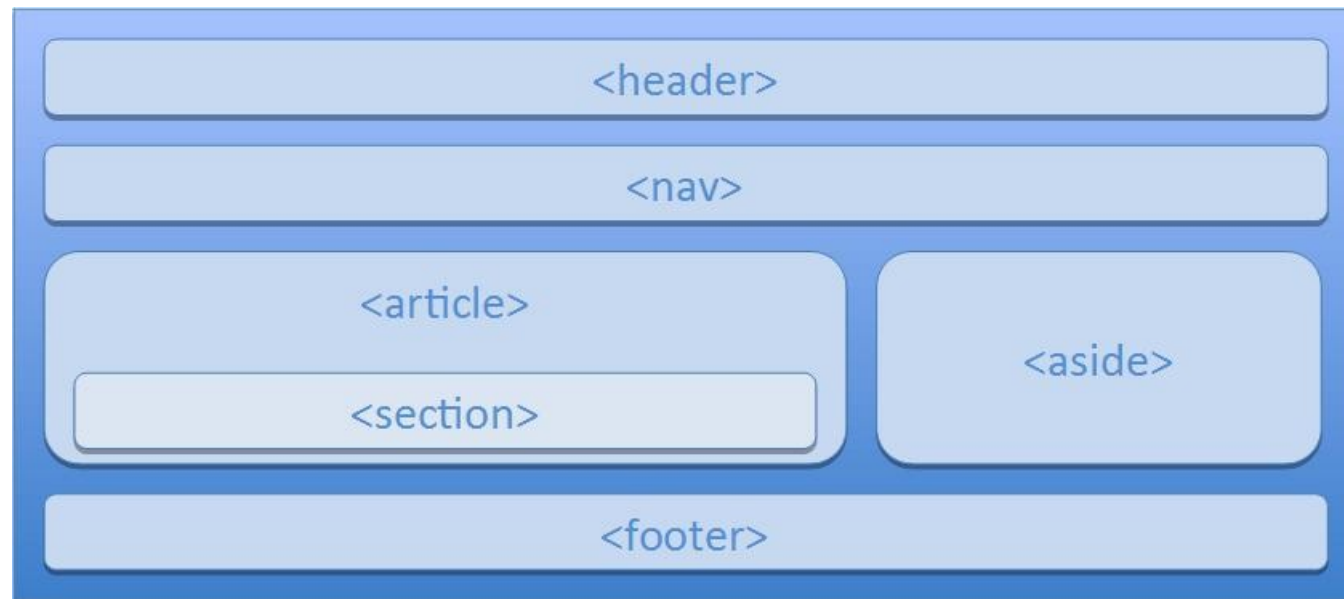 <header>
<nav>
<article>
<section>
<aside>
<footer>